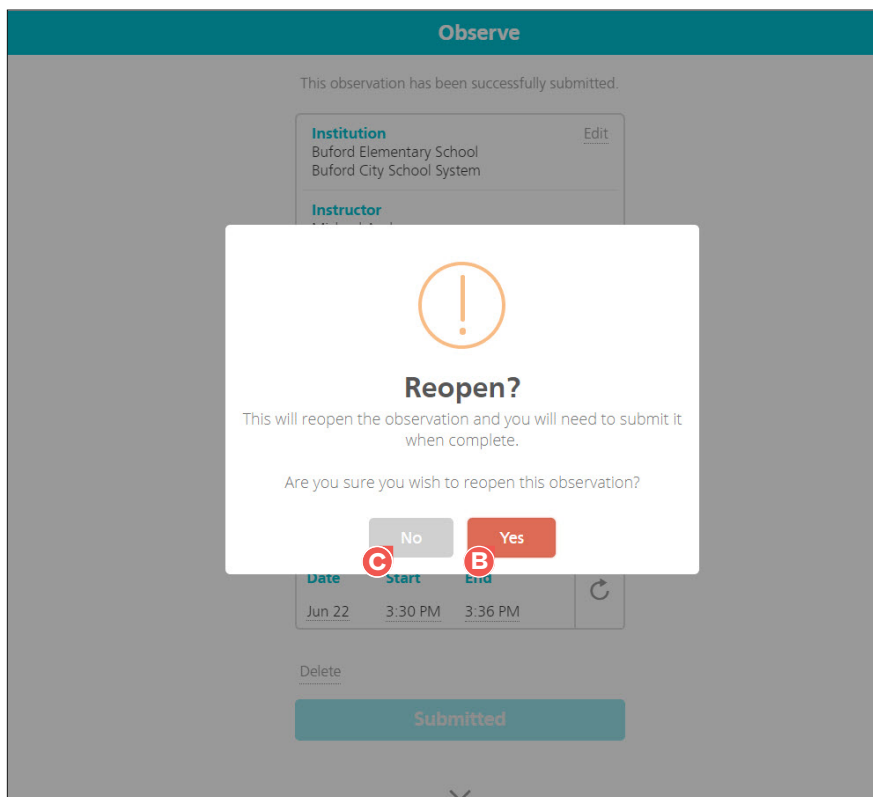 Observe
This observation has been successfully submitted.
Institution
Edit
Buford Elementary School
Buford City School System
Instructor
!
Reopen?
This will reopen the observation and you will need to submit it
when complete.
Are you sure you wish to reopen this observation?
No
Yes
C
B
Date Start End
Jun 22 3:30 PM 3:36 PM
Delete
Submitted